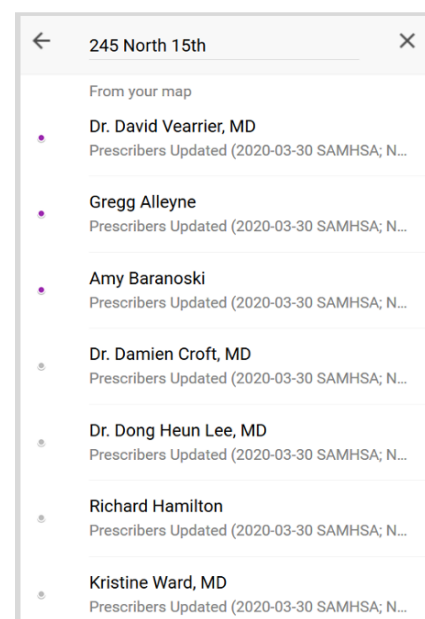 245 North 15th
From your map
Dr. David Vearrier, MD
Prescribers Updated (2020-03-30 SAMHSA; N...
Gregg Alleyne
Prescribers Updated (2020-03-30 SAMHSA; N...
Amy Baranoski
Prescribers Updated (2020-03-30 SAMHSA; N...
Dr. Damien Croft, MD
Prescribers Updated (2020-03-30 SAMHSA; N...
Dr. Dong Heun Lee, MD
Prescribers Updated (2020-03-30 SAMHSA; N...
Richard Hamilton
Prescribers Updated (2020-03-30 SAMHSA; N...
Kristine Ward, MD
Prescribers Updated (2020-03-30 SAMHSA; N...